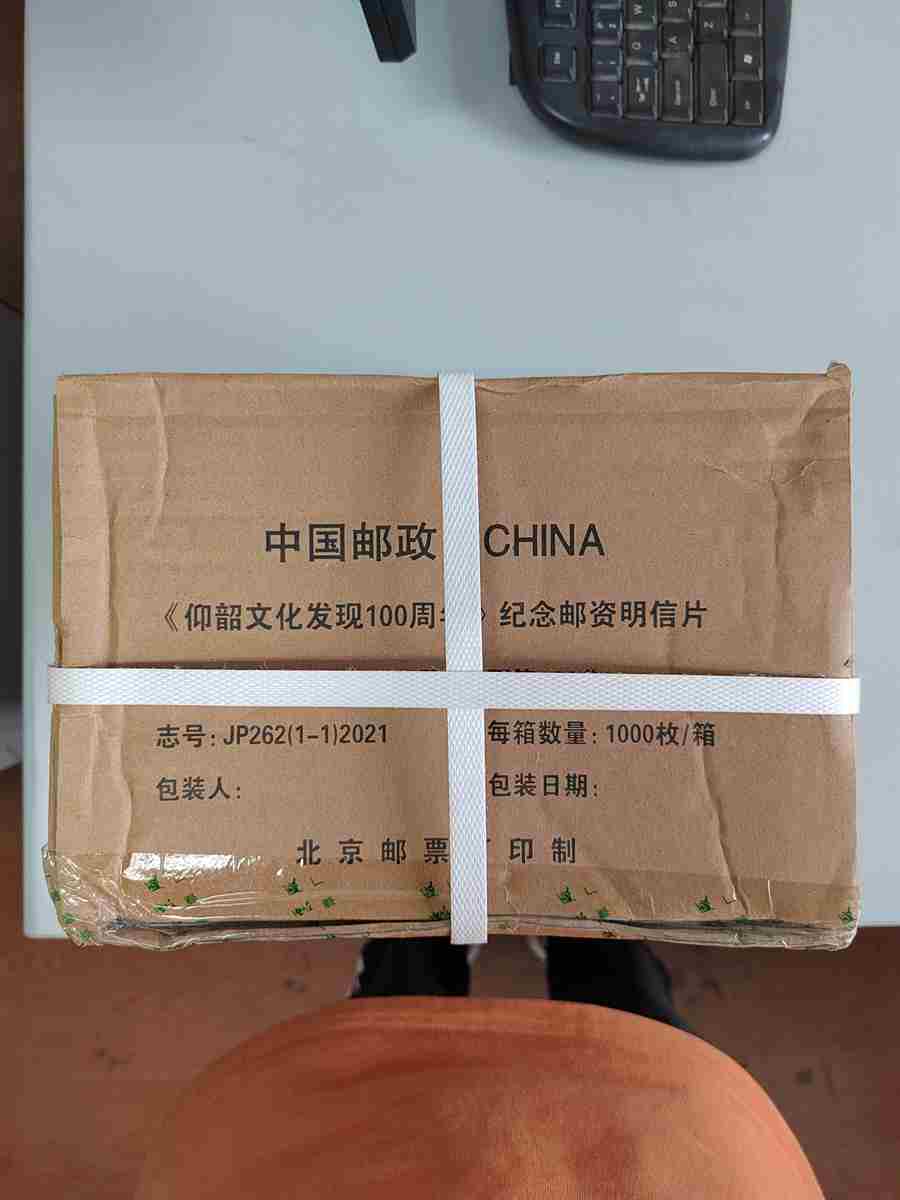 中国邮政 CHINA
《仰韶文化发现100周年》纪念邮资明信片
志号：JP262(1-1)2021 每箱数量：1000枚/箱
包装人： 包装日期：
北京邮票 印制